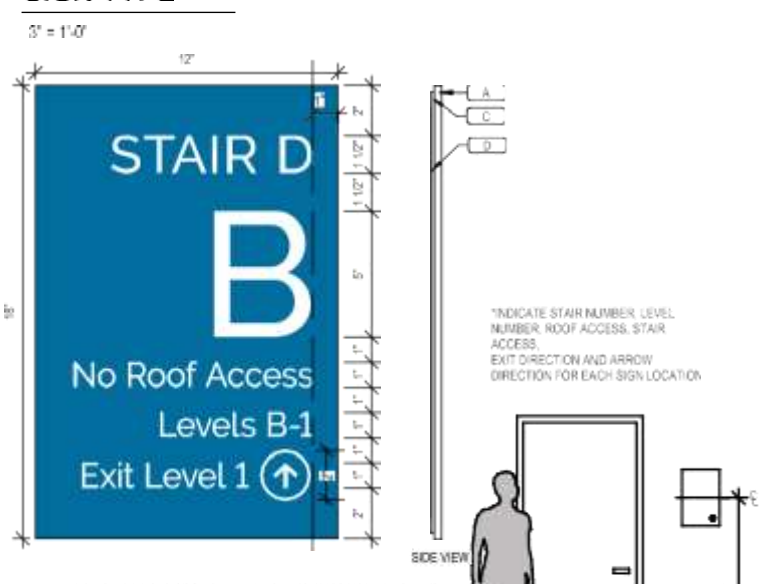 3" = 1'-0"
12"
1"
2"
STAIR D
1 1/2"
1 1/2"
B
5"
18"
No Roof Access
1"
1"
Levels B-1
1"
1"
Exit Level 1
1"
1"
2"
A
C
D
*INDICATE STAIR NUMBER, LEVEL
NUMBER, ROOF ACCESS, STAIR
ACCESS,
EXIT DIRECTION AND ARROW
DIRECTION FOR EACH SIGN LOCATION
SIDE VIEW